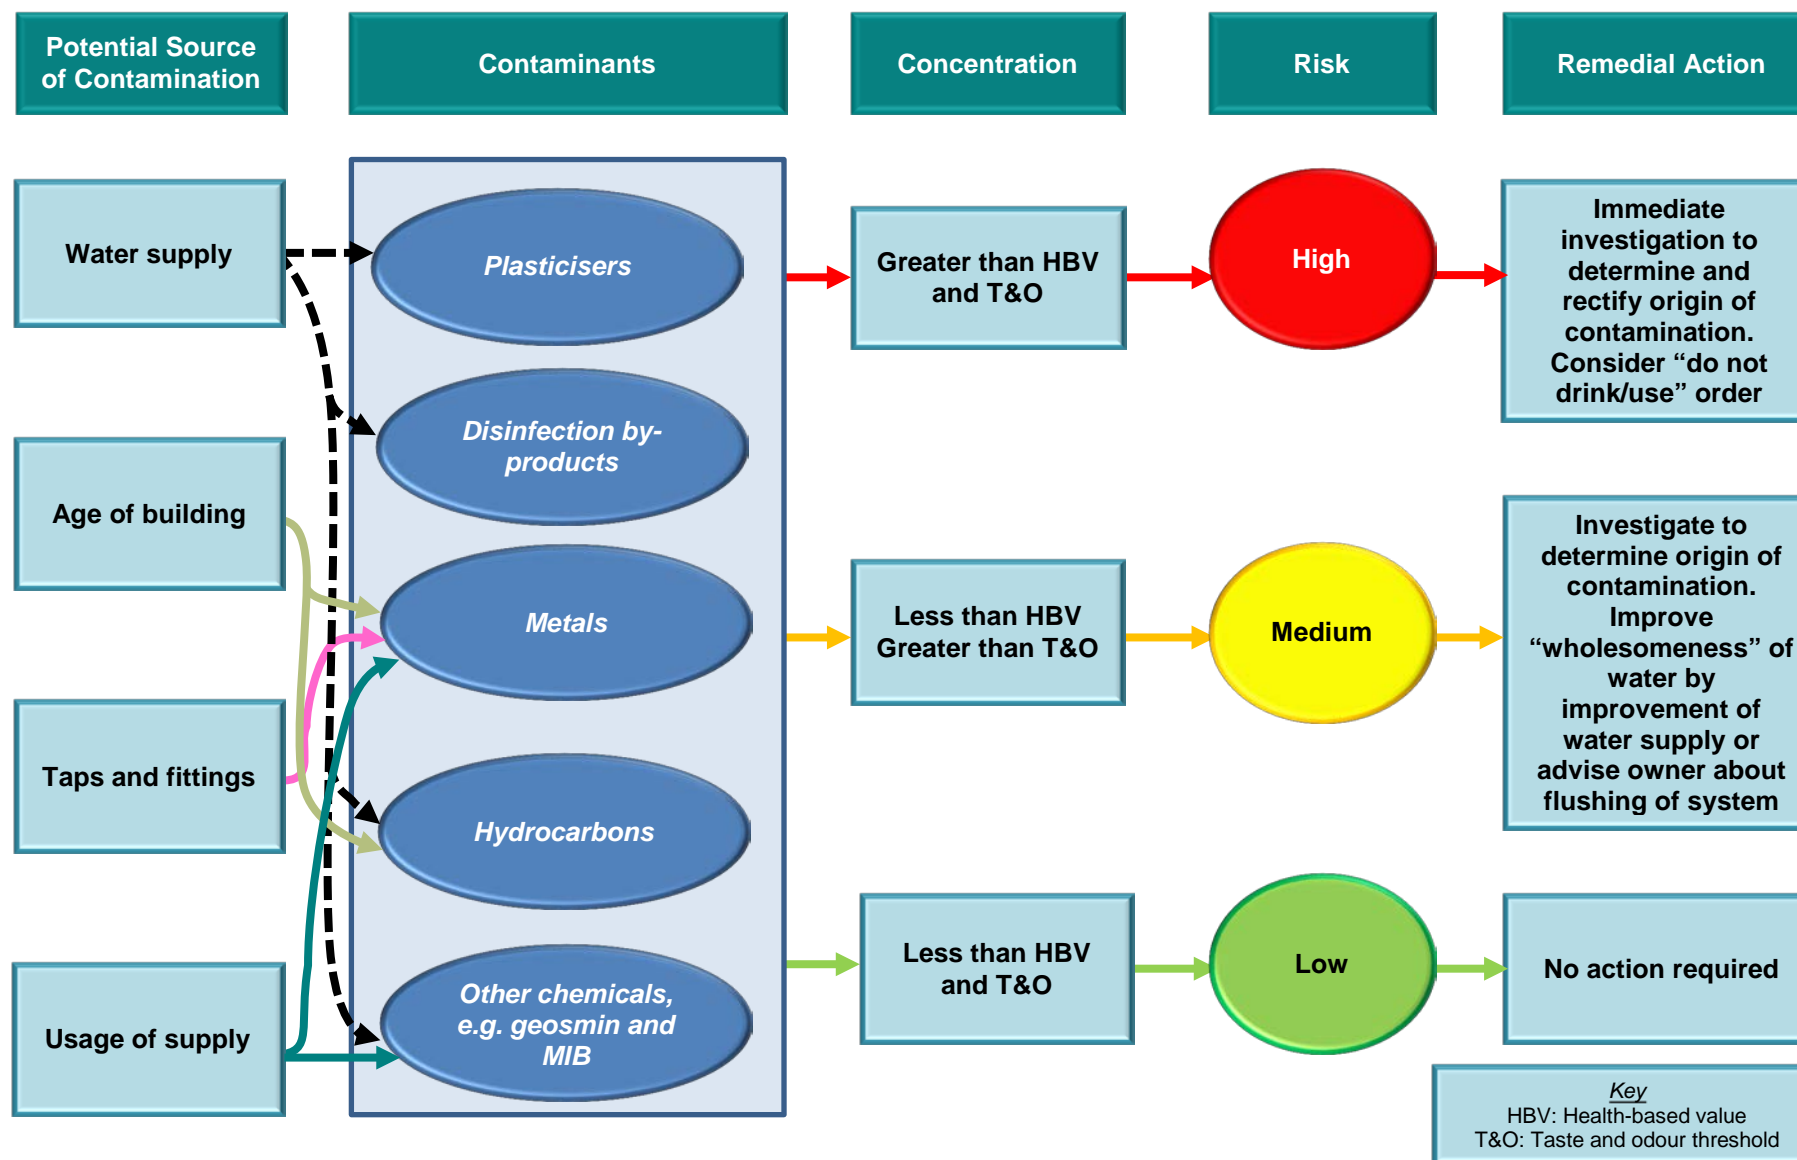 Potential Source
of Contamination
Contaminants
Concentration
Risk
Remedial Action
Water supply
Age of building
Taps and fittings
Usage of supply
Plasticisers
Disinfection by-
products
Metals
Hydrocarbons
Other chemicals,
e.g. geosmin and
MIB
Greater than HBV
and T&O
High
Immediate
investigation to
determine and
rectify origin of
contamination.
Consider “do not
drink/use” order
Less than HBV
Greater than T&O
Medium
Investigate to
determine origin of
contamination.
Improve
“wholesomeness” of
water by
improvement of
water supply or
advise owner about
flushing of system
Less than HBV
and T&O
Low
No action required
Key
HBV: Health-based value
T&O: Taste and odour threshold